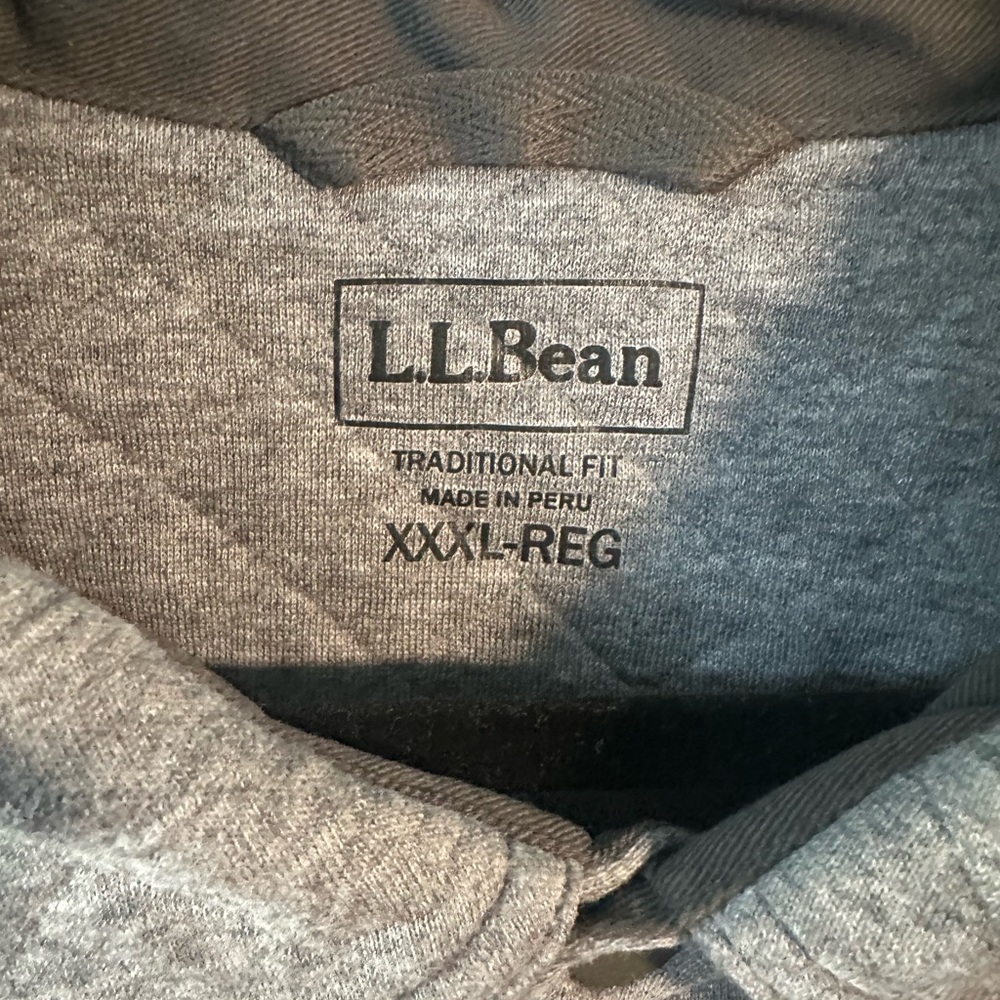 L.L.Bean
TRADITIONAL FIT
MADE IN PERU
XXXL-REG